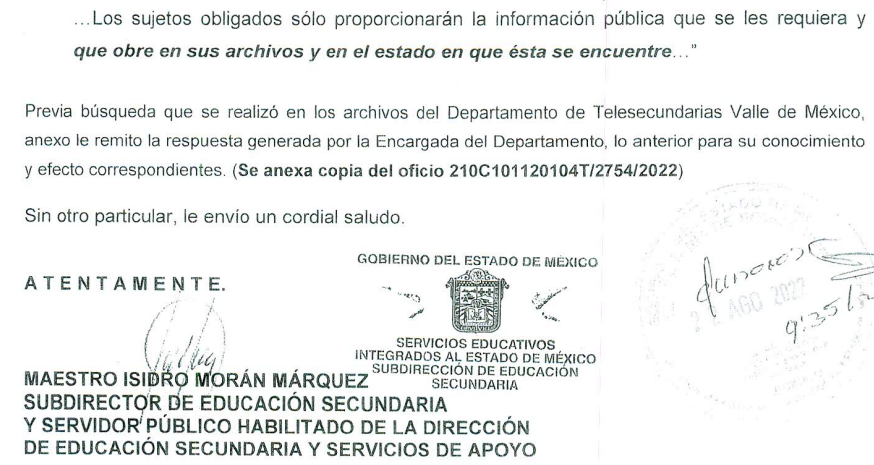 …Los sujetos obligados sólo proporcionarán la información pública que se les requiera y
que obre en sus archivos y en el estado en que ésta se encuentre…”
Previa búsqueda que se realizó en los archivos del Departamento de Telesecundarias Valle de México,
anexo le remito la respuesta generada por la Encargada del Departamento, lo anterior para su conocimiento
y efecto correspondientes. (Se anexa copia del oficio 210C101120104T/2754/2022)
Sin otro particular, le envío un cordial saludo.
A T E N T A M E N T E.
GOBIERNO DEL ESTADO DE MÉXICO
SERVICIOS EDUCATIVOS
INTEGRADOS AL ESTADO DE MÉXICO
SUBDIRECCIÓN DE EDUCACIÓN
SECUNDARIA
AGO 2022
9:35
MAESTRO ISIDRO MORÁN MÁRQUEZ
SUBDIRECTOR DE EDUCACIÓN SECUNDARIA
Y SERVIDOR PÚBLICO HABILITADO DE LA DIRECCIÓN
DE EDUCACIÓN SECUNDARIA Y SERVICIOS DE APOYO